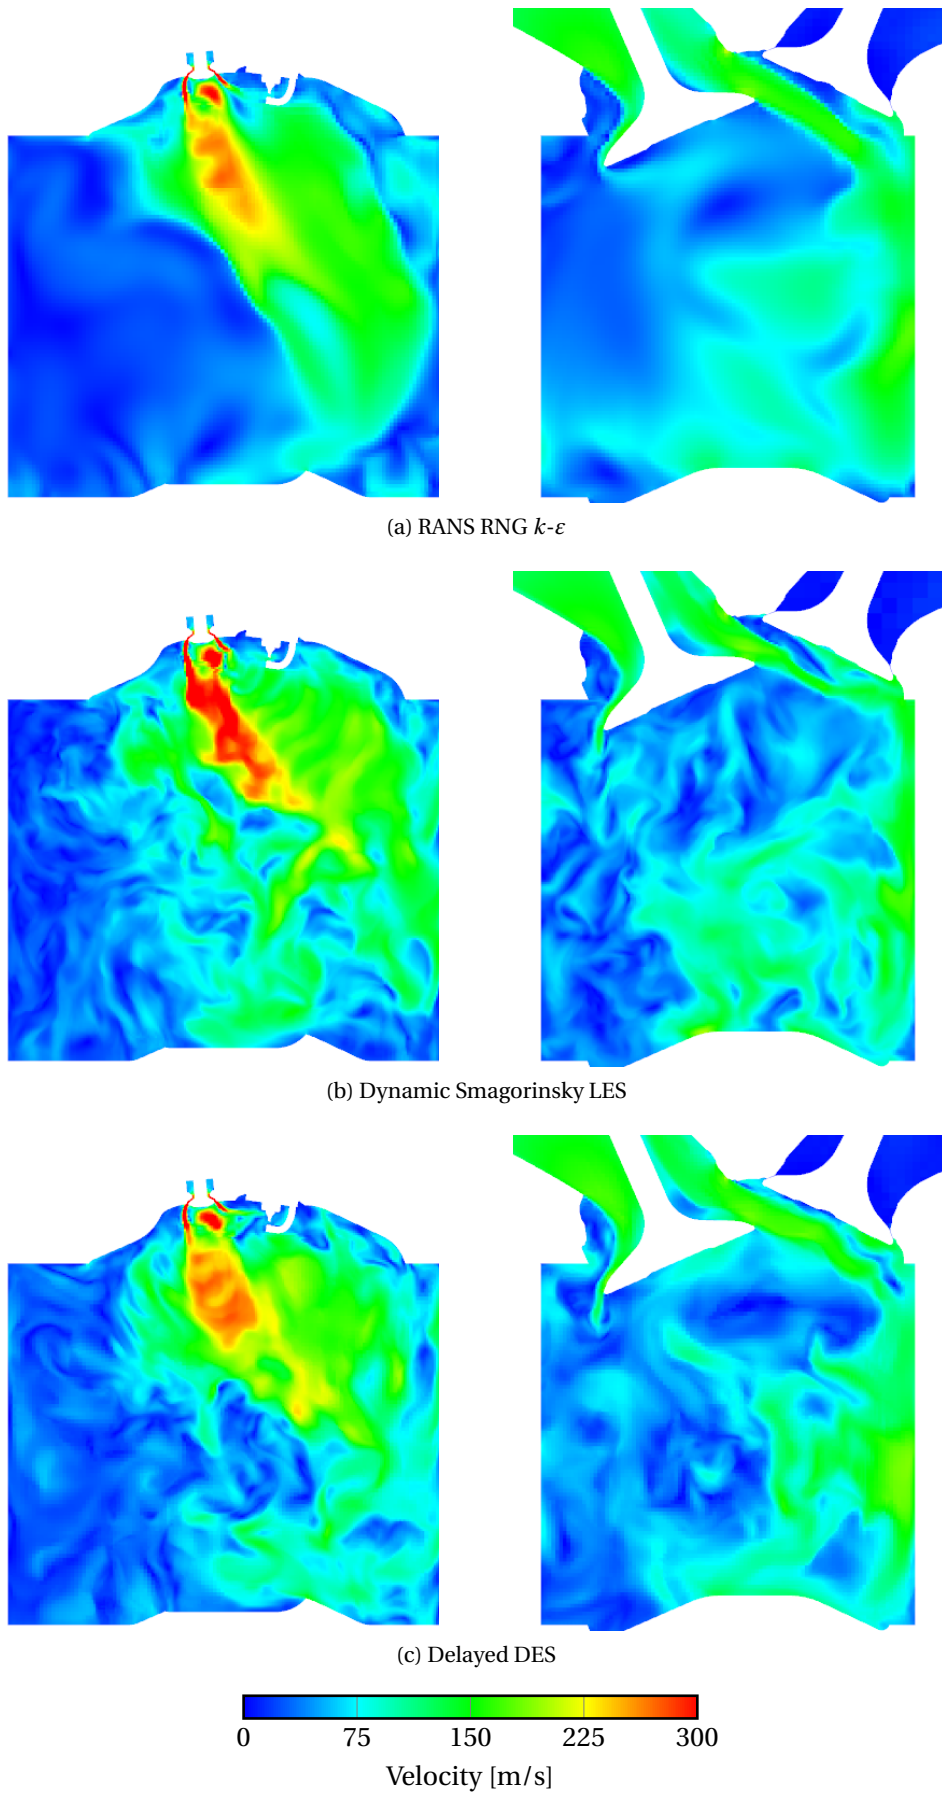 (a) RANS RNG k-ε
(b) Dynamic Smagorinsky LES
(c) Delayed DES
0 75 150 225 300
Velocity [m/s]